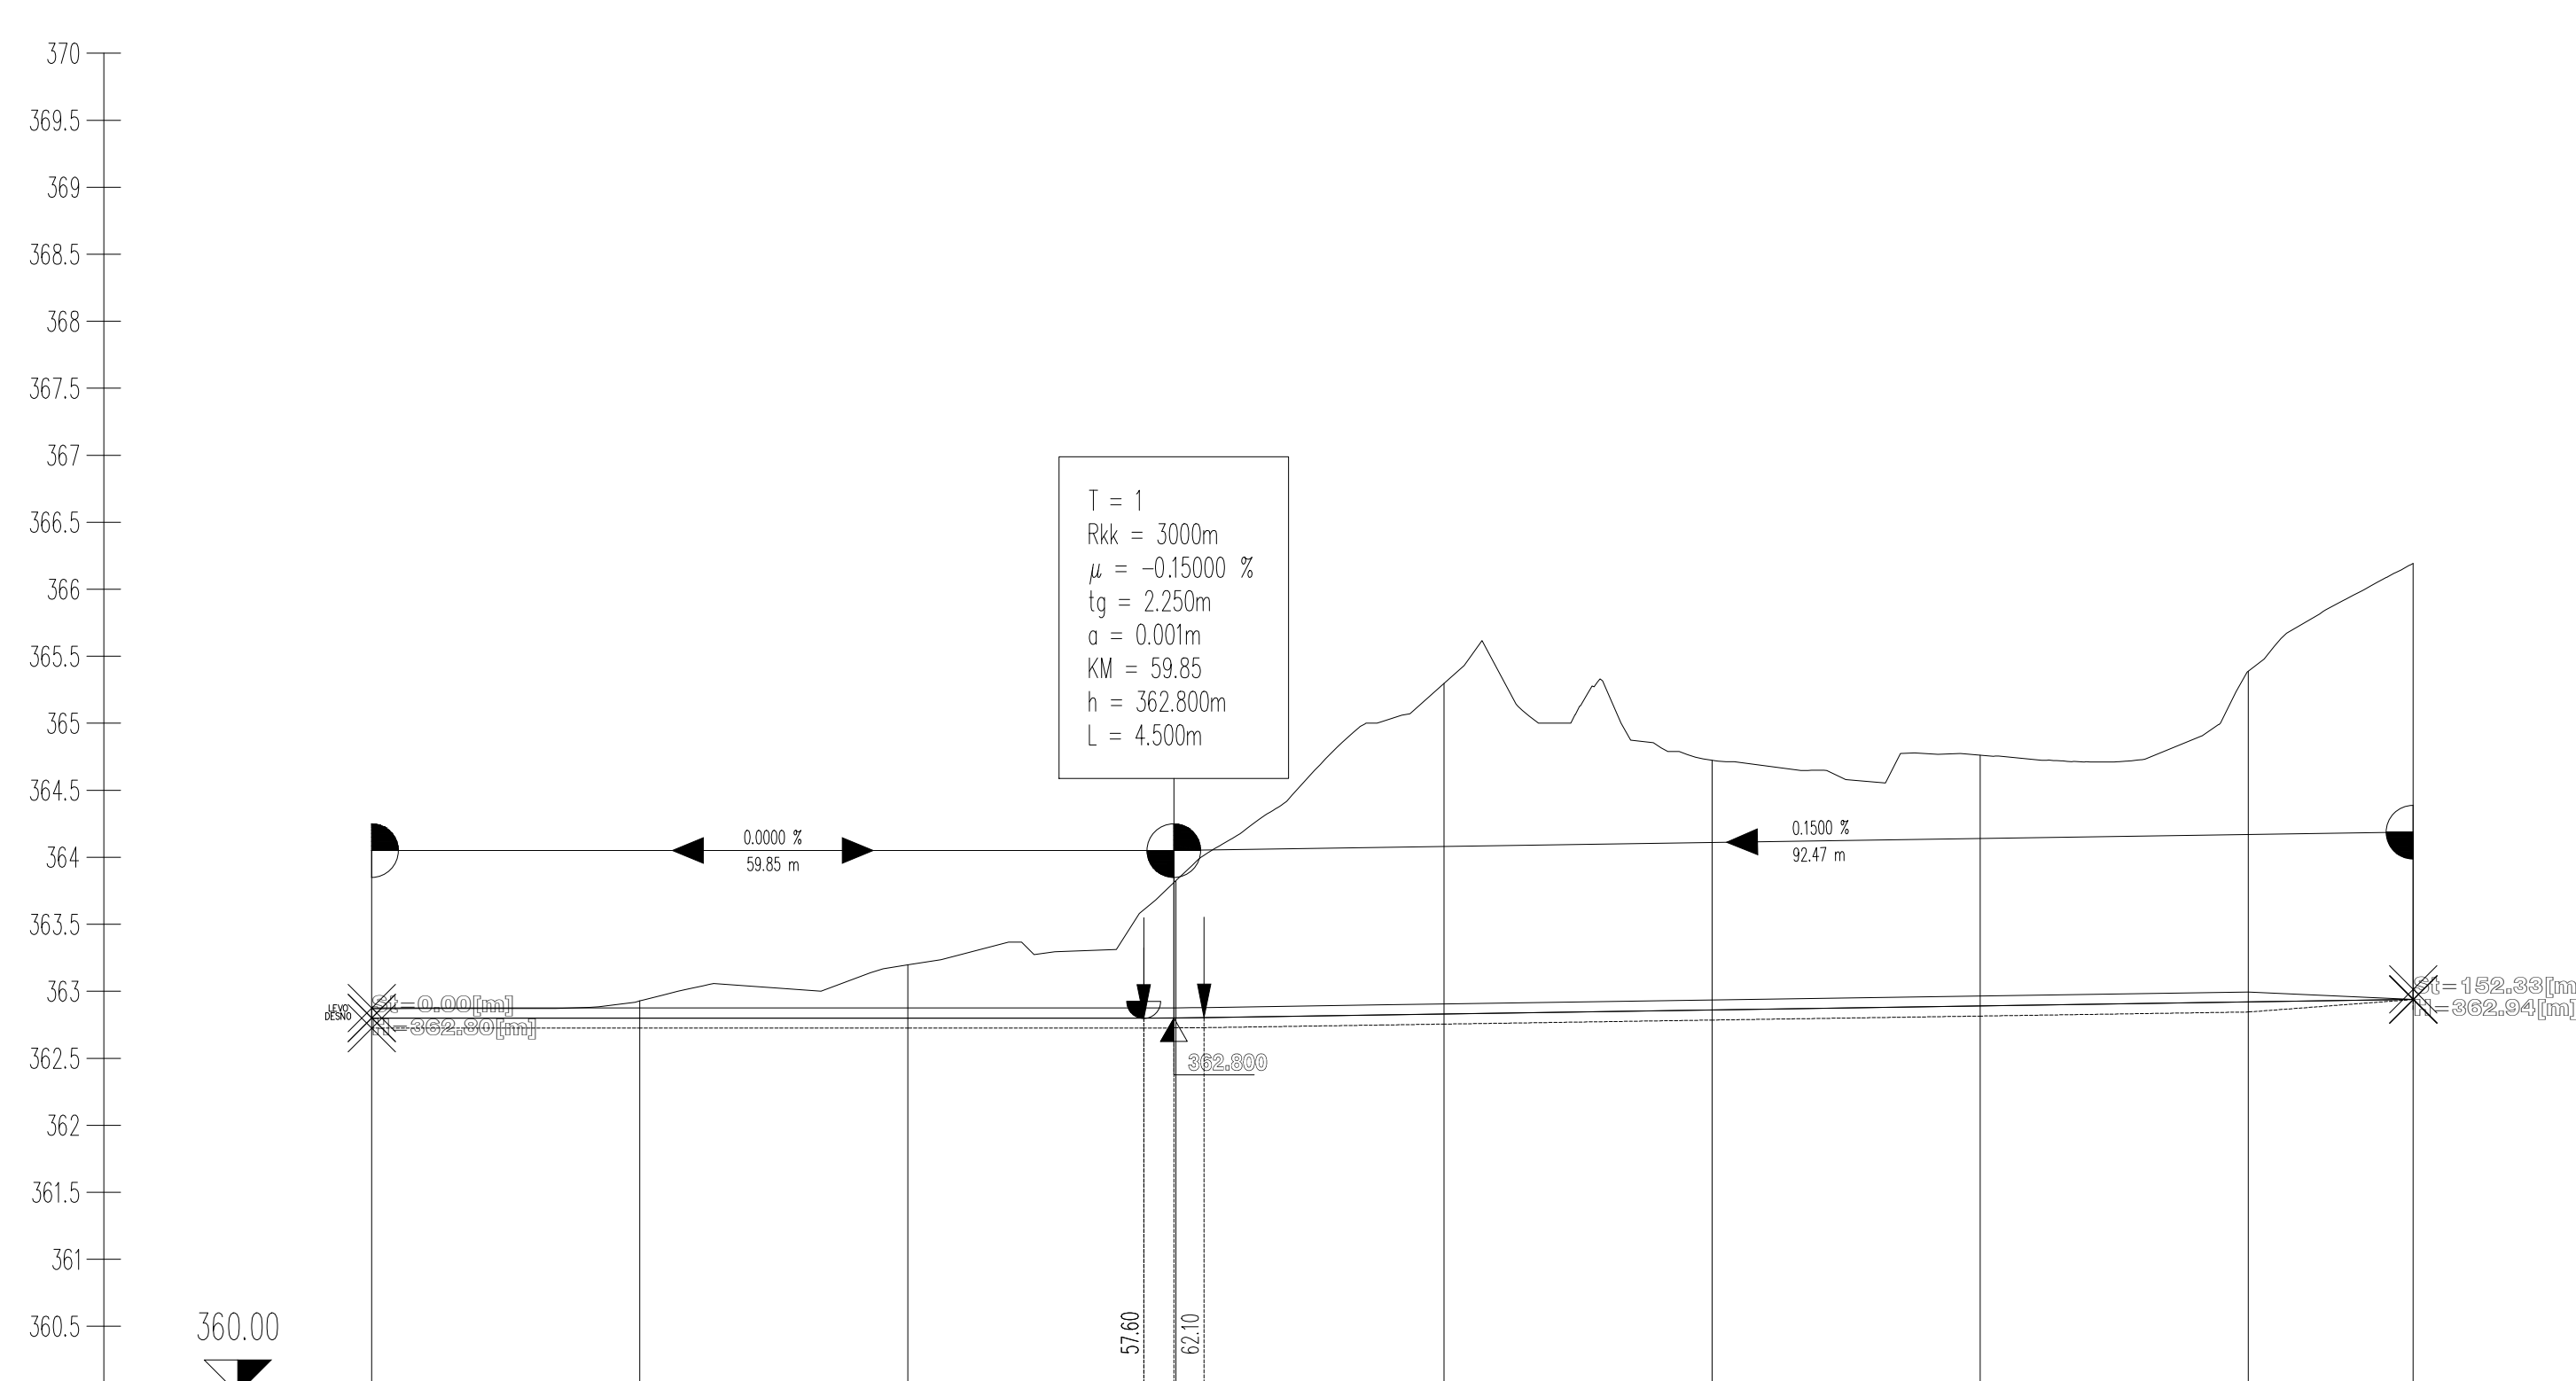 370
369.5
369
368.5
368
367.5
367
366.5
366
365.5
365
364.5
364
363.5
363
362.5
362
361.5
361
360.5
360.00
T = 1
Rkk = 3000m
μ = -0.15000 %
tg = 2.250m
a = 0.001m
KM = 59.85
h = 362.800m
L = 4.500m
0.0000 %
59.85 m
0.1500 %
92.47 m
LEVO
DESNO
St=0.00[m]
H=362.80[m]
St=152.33[m
H=362.94[m]
362.800
57.60
62.10